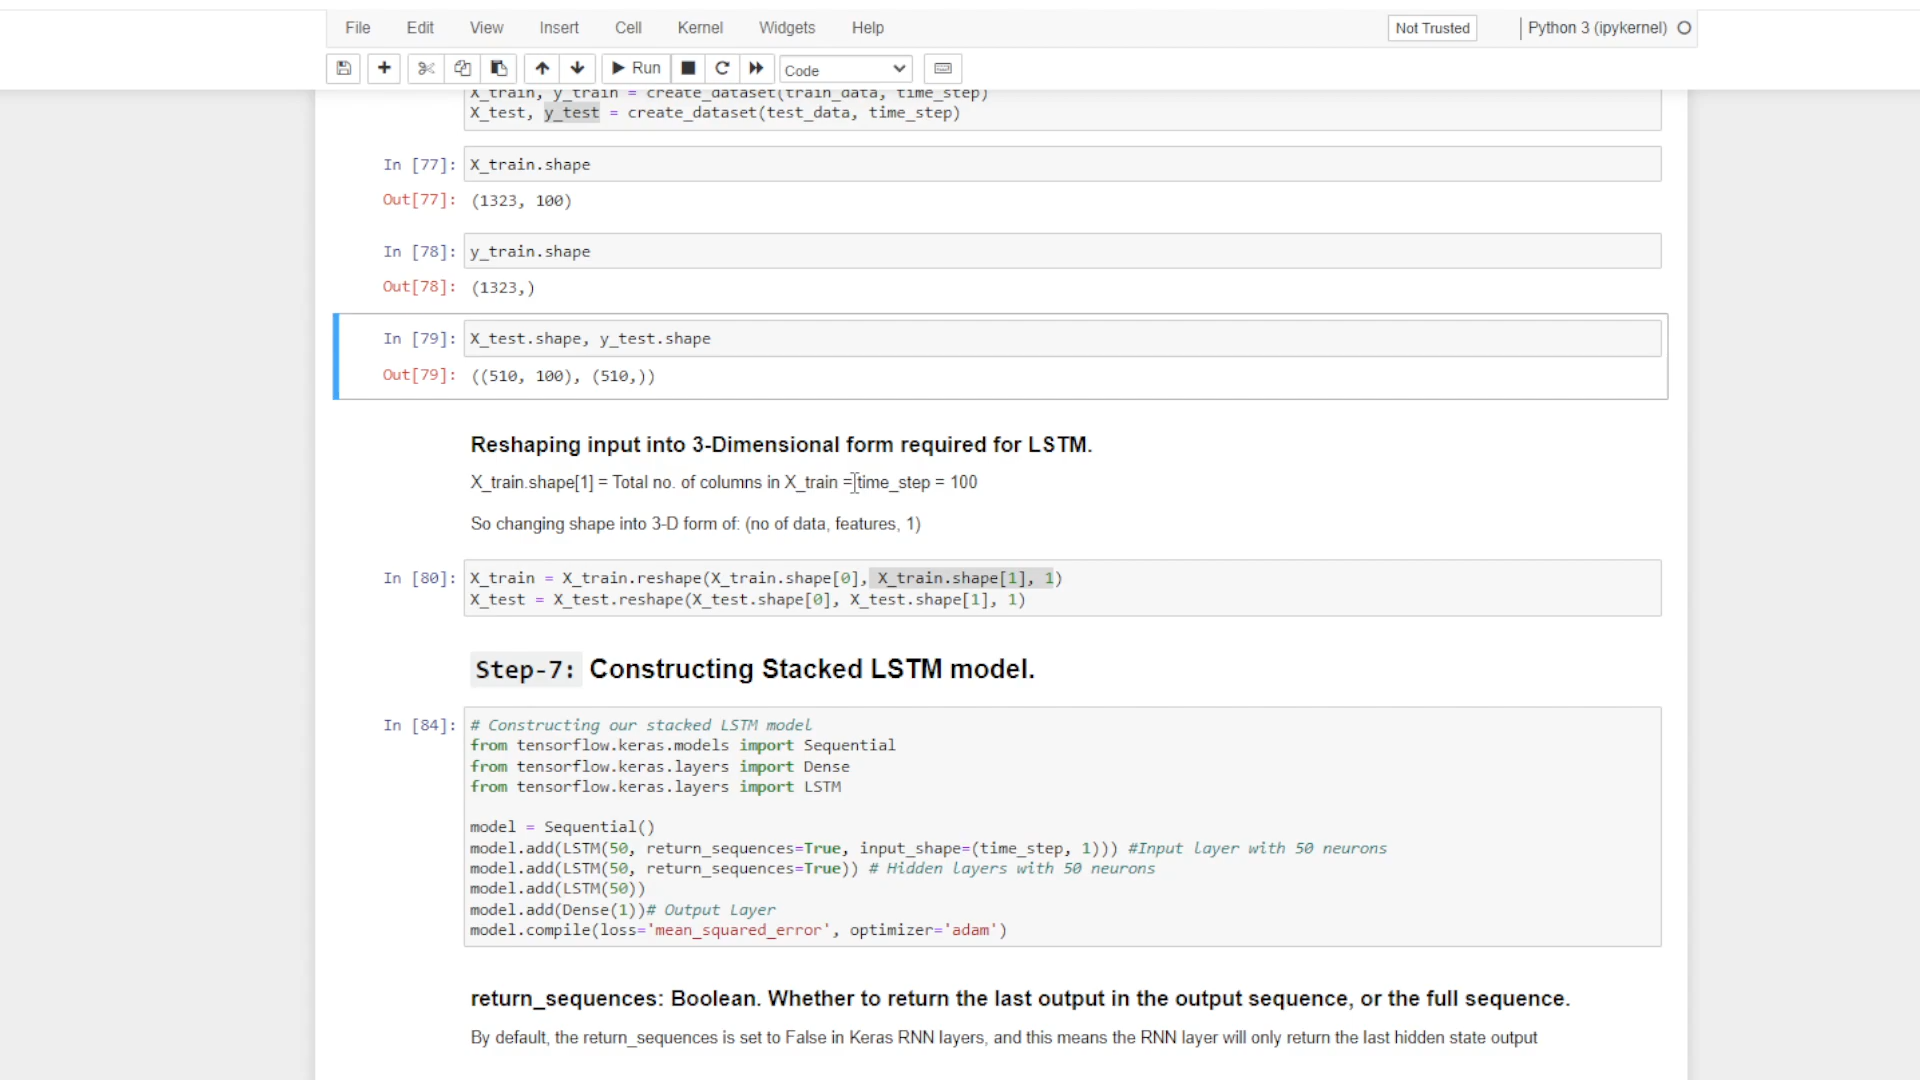 File Edit View Insert Cell Kernel Widgets Help Not Trusted Python 3 (ipykernel)
Run Code
X_train, y_train = create_dataset(train_data, time_step)
X_test, y_test = create_dataset(test_data, time_step)
In [77]: X_train.shape
Out[77]: (1323, 100)
In [78]: y_train.shape
Out[78]: (1323,)
In [79]: X_test.shape, y_test.shape
Out[79]: ((510, 100), (510,))
Reshaping input into 3-Dimensional form required for LSTM.
X_train.shape[1] = Total no. of columns in X_train = time_step = 100
So changing shape into 3-D form of: (no of data, features, 1)
In [80]: X_train = X_train.reshape(X_train.shape[0], X_train.shape[1], 1)
X_test = X_test.reshape(X_test.shape[0], X_test.shape[1], 1)
Step-7: Constructing Stacked LSTM model.
In [84]: # Constructing our stacked LSTM model
from tensorflow.keras.models import Sequential
from tensorflow.keras.layers import Dense
from tensorflow.keras.layers import LSTM
model = Sequential()
model.add(LSTM(50, return_sequences=True, input_shape=(time_step, 1))) #Input layer with 50 neurons
model.add(LSTM(50, return_sequences=True)) # Hidden layers with 50 neurons
model.add(LSTM(50))
model.add(Dense(1))# Output Layer
model.compile(loss='mean_squared_error', optimizer='adam')
return_sequences: Boolean. Whether to return the last output in the output sequence, or the full sequence.
By default, the return_sequences is set to False in Keras RNN layers, and this means the RNN layer will only return the last hidden state output